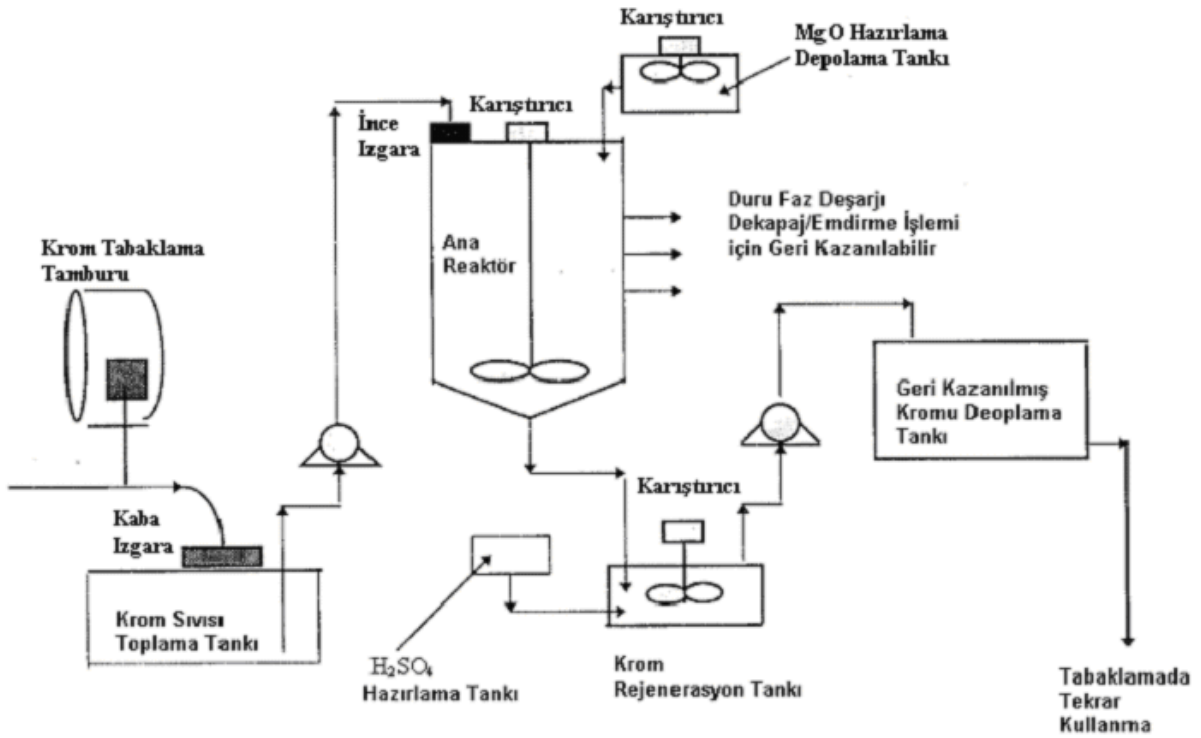 Karıştırıcı
MgO Hazırlama
Depolama Tankı
Karıştırıcı
İnce
Izgara
Duru Faz Deşarjı
Dekapaj/Emdirme İşlemi
için Geri Kazanılabilir
Ana
Reaktör
Krom Tabaklama
Tamburu
Geri Kazanılmış
Kromu Deoplama
Tankı
Karıştırıcı
Kaba
Izgara
Krom Sıvısı
Toplama Tankı
H₂SO₄
Hazırlama Tankı
Krom
Rejenerasyon Tankı
Tabaklamada
Tekrar
Kullanma